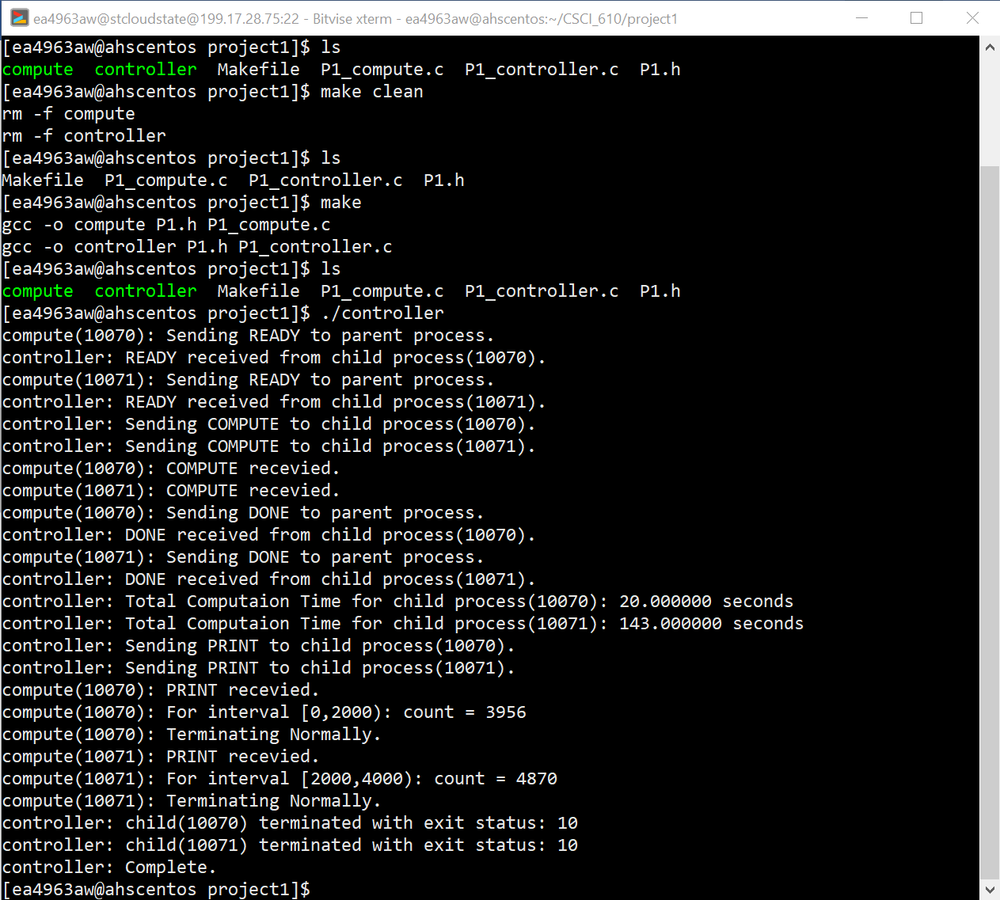 ea4963aw@stcloudstate@199.17.28.75:22 - Bitvise xterm - ea4963aw@ahscentos:~/CSCI_610/project1
[ea4963aw@ahscentos project1]$ ls
compute  controller  Makefile  P1_compute.c  P1_controller.c  P1.h
[ea4963aw@ahscentos project1]$ make clean
rm -f compute
rm -f controller
[ea4963aw@ahscentos project1]$ ls
Makefile  P1_compute.c  P1_controller.c  P1.h
[ea4963aw@ahscentos project1]$ make
gcc -o compute P1.h P1_compute.c
gcc -o controller P1.h P1_controller.c
[ea4963aw@ahscentos project1]$ ls
compute  controller  Makefile  P1_compute.c  P1_controller.c  P1.h
[ea4963aw@ahscentos project1]$ ./controller
compute(10070): Sending READY to parent process.
controller: READY received from child process(10070).
compute(10071): Sending READY to parent process.
controller: READY received from child process(10071).
controller: Sending COMPUTE to child process(10070).
controller: Sending COMPUTE to child process(10071).
compute(10070): COMPUTE recevied.
compute(10071): COMPUTE recevied.
compute(10070): Sending DONE to parent process.
controller: DONE received from child process(10070).
compute(10071): Sending DONE to parent process.
controller: DONE received from child process(10071).
controller: Total Computaion Time for child process(10070): 20.000000 seconds
controller: Total Computaion Time for child process(10071): 143.000000 seconds
controller: Sending PRINT to child process(10070).
controller: Sending PRINT to child process(10071).
compute(10070): PRINT recevied.
compute(10070): For interval [0,2000): count = 3956
compute(10070): Terminating Normally.
compute(10071): PRINT recevied.
compute(10071): For interval [2000,4000): count = 4870
compute(10071): Terminating Normally.
controller: child(10070) terminated with exit status: 10
controller: child(10071) terminated with exit status: 10
controller: Complete.
[ea4963aw@ahscentos project1]$